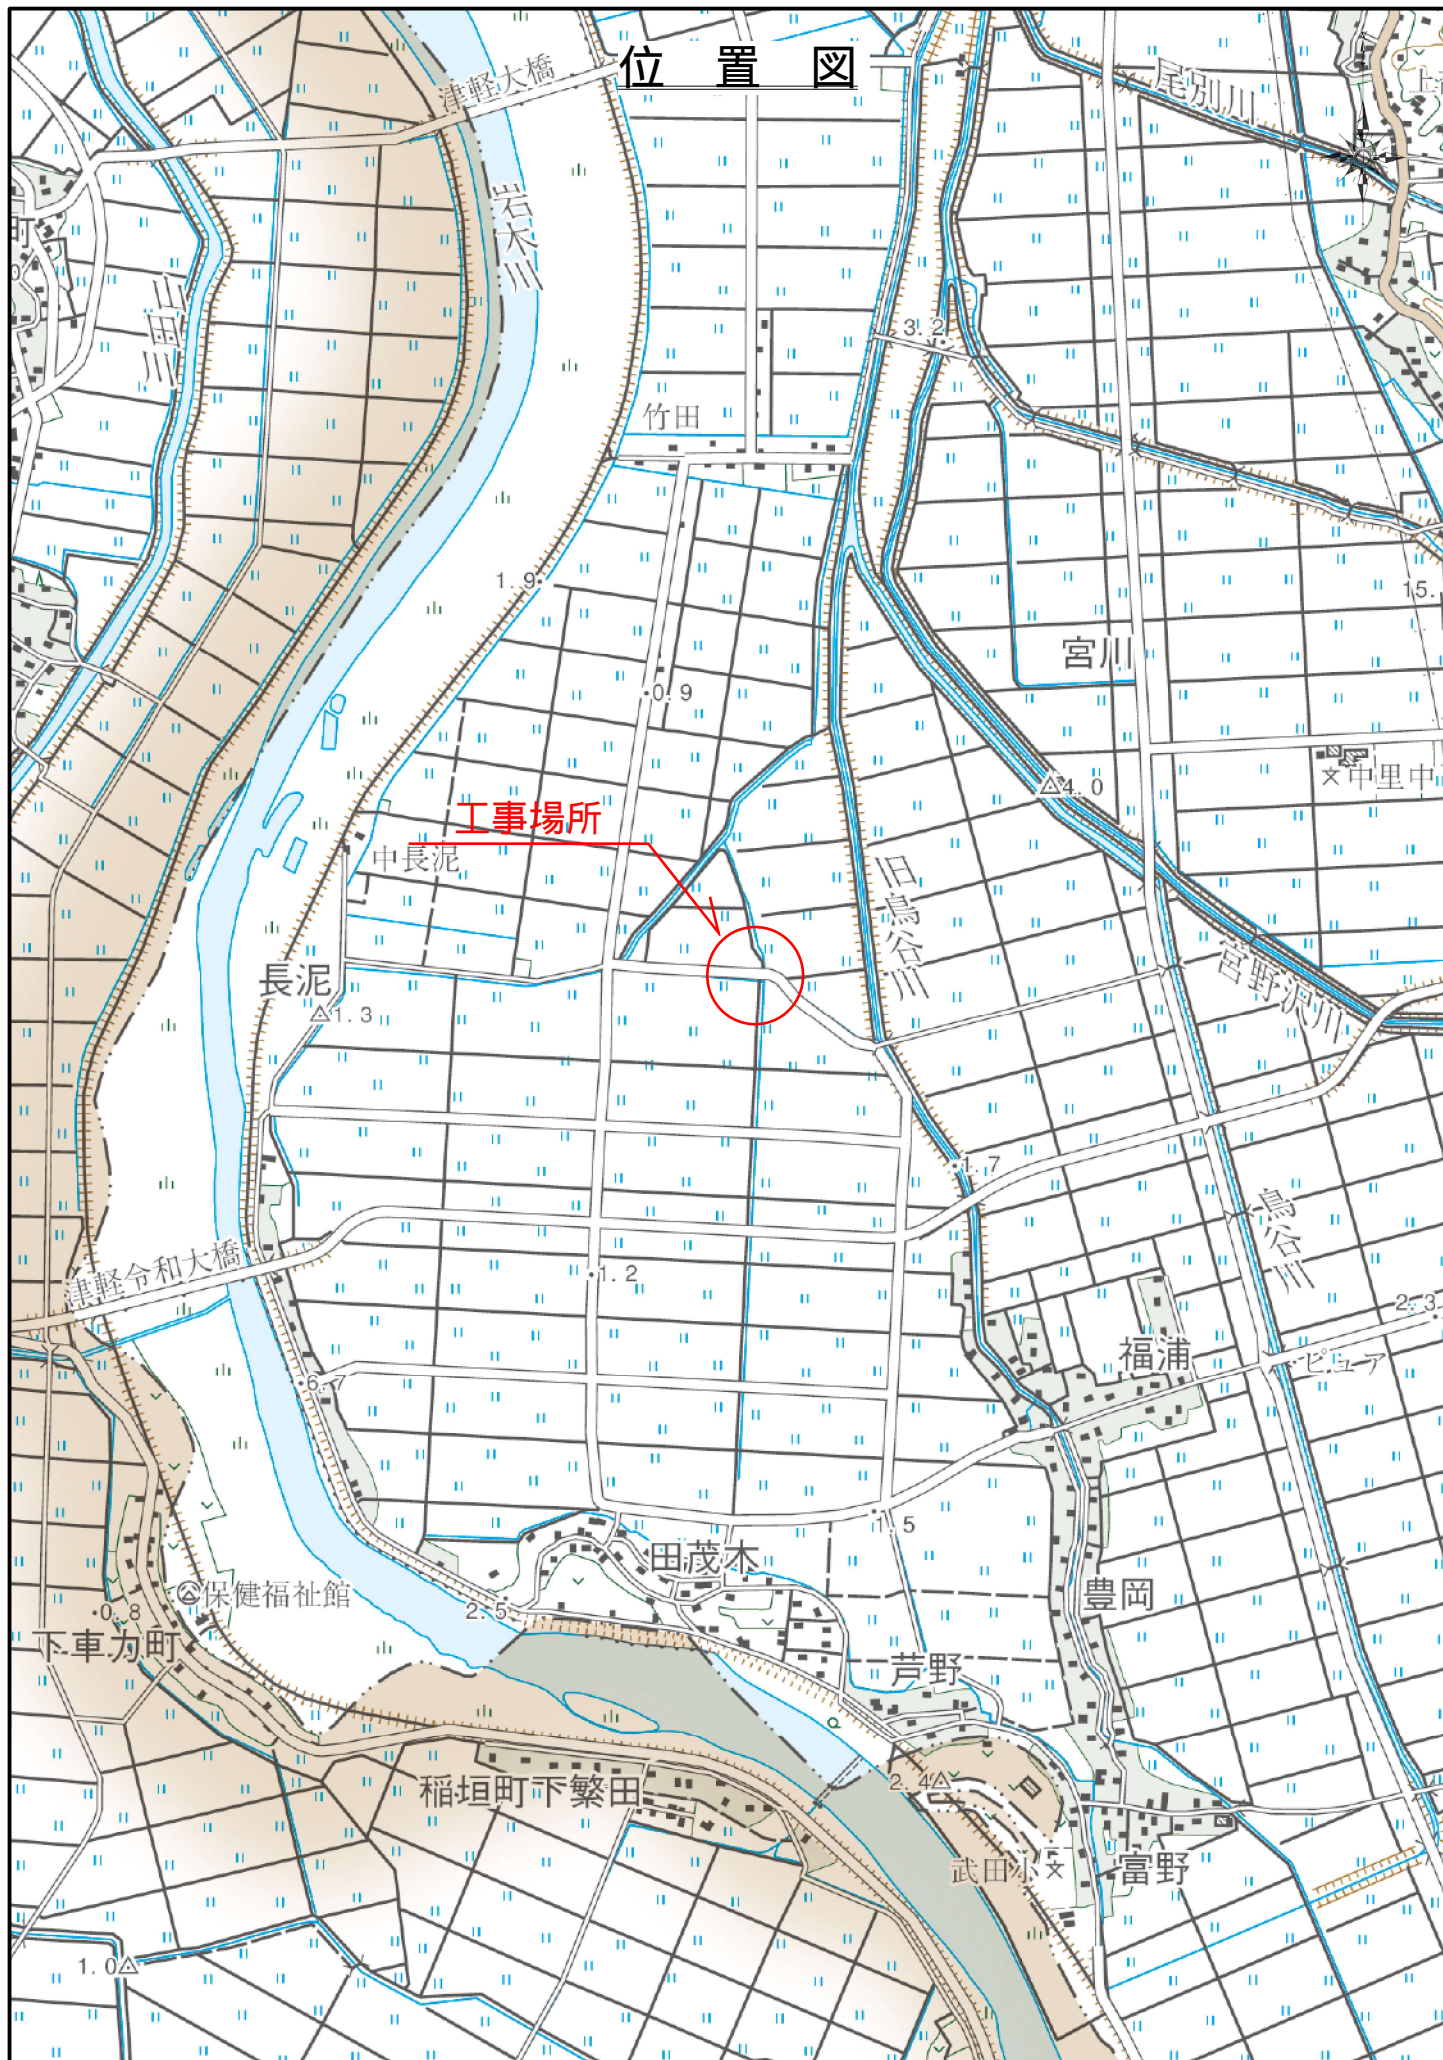 位置図
津軽大橋
尾別川
岩木川
山田川
3.2
竹田
1.9
15.
宮川
0.9
中里中
4.0
工事場所
中長泥
旧鳥谷川
宮野沢川
長泥
1.3
1.7
鳥谷川
津軽令和大橋
1.2
2.3
福浦
ピュア
6.7
1.5
田茂木
豊岡
保健福祉館
2.5
0.8
下車力町
芦野
2.4
稲垣町下繁田
武田小
富野
1.0